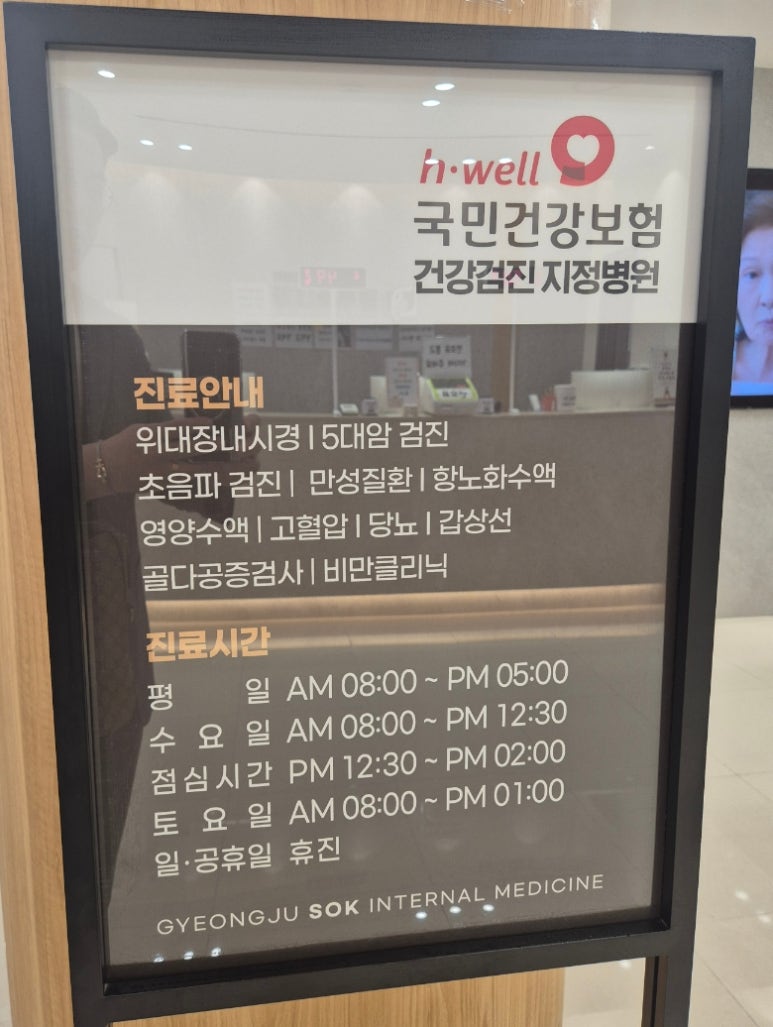 h·well
국민건강보험
건강검진 지정병원
진료안내
위대장내시경 | 5대암 검진
초음파 검진 | 만성질환 | 항노화수액
영양수액 | 고혈압 | 당뇨 | 갑상선
골다공증검사 | 비만클리닉
진료시간
평 일 AM 08:00 ~ PM 05:00
수 요 일 AM 08:00 ~ PM 12:30
점심시간 PM 12:30 ~ PM 02:00
토 요 일 AM 08:00 ~ PM 01:00
일·공휴일 휴진
GYEONGJU SOK INTERNAL MEDICINE